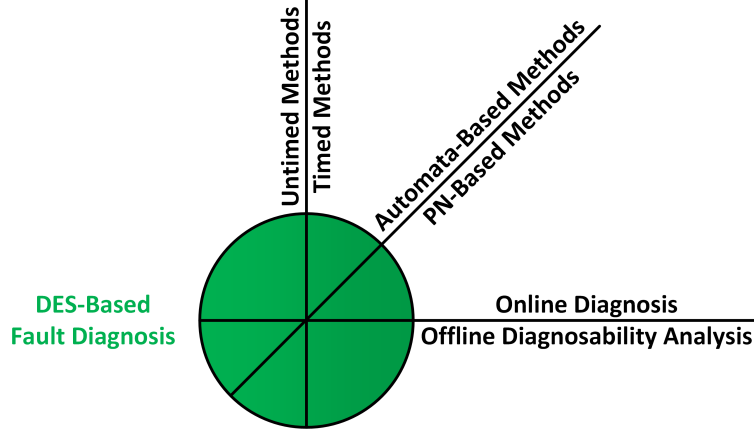 Untimed Methods
Timed Methods
Automata-Based Methods
PN-Based Methods
DES-Based
Fault Diagnosis
Online Diagnosis
Offline Diagnosability Analysis